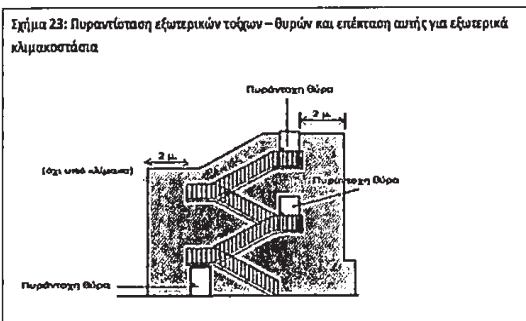 Σχήμα 23: Πυραντίσταση εξωτερικών τοίχων – θυρών και επέκταση αυτής για εξωτερικά
κλιμακοστάσια
Πυράντοχη θύρα
2 μ
2 μ
(όχι υπό κλίμακα)
Πυράντοχη θύρα
Πυράντοχη θύρα